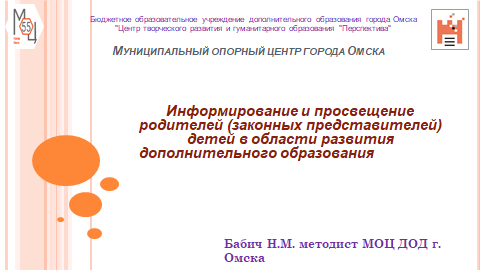 Бюджетное образовательное учреждение дополнительного образования города Омска
"Центр творческого развития и гуманитарного образования "Перспектива"
МУНИЦИПАЛЬНЫЙ ОПОРНЫЙ ЦЕНТР ГОРОДА ОМСКА
Информирование и просвещение
родителей (законных представителей)
детей в области развития
дополнительного образования
Бабич Н.М. методист МОЦ ДОД г.
Омска